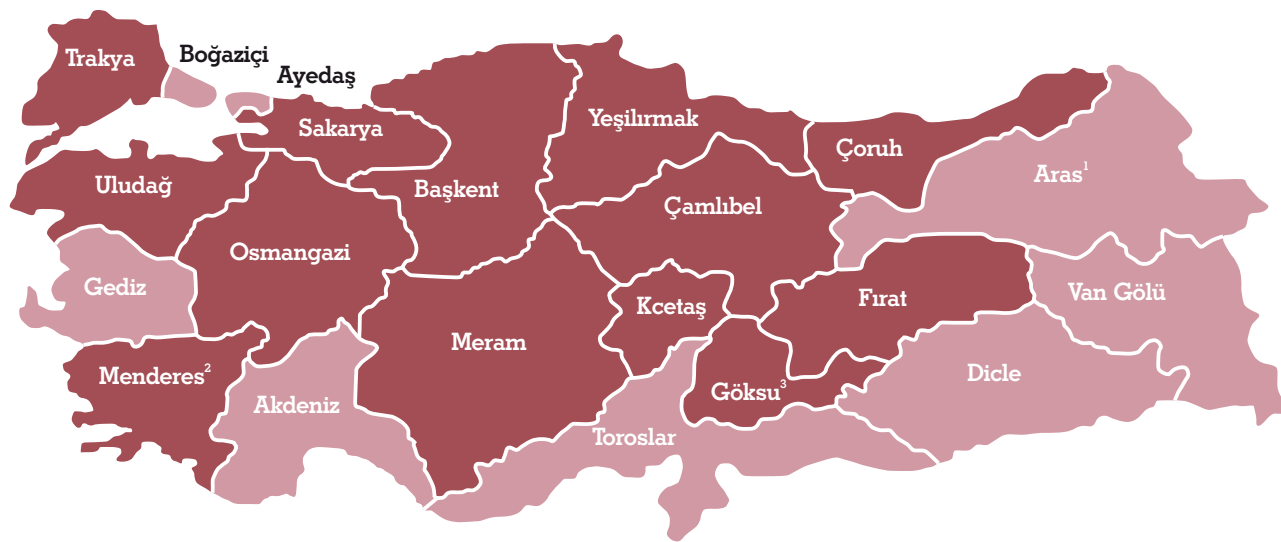 Trakya
Boğaziçi
Ayedaş
Sakarya
Yeşilırmak
Çoruh
Aras¹
Uludağ
Başkent
Çamlıbel
Osmangazi
Gediz
Kcetaş
Fırat
Van Gölü
Meram
Menderes²
Akdeniz
Göksu³
Dicle
Toroslar